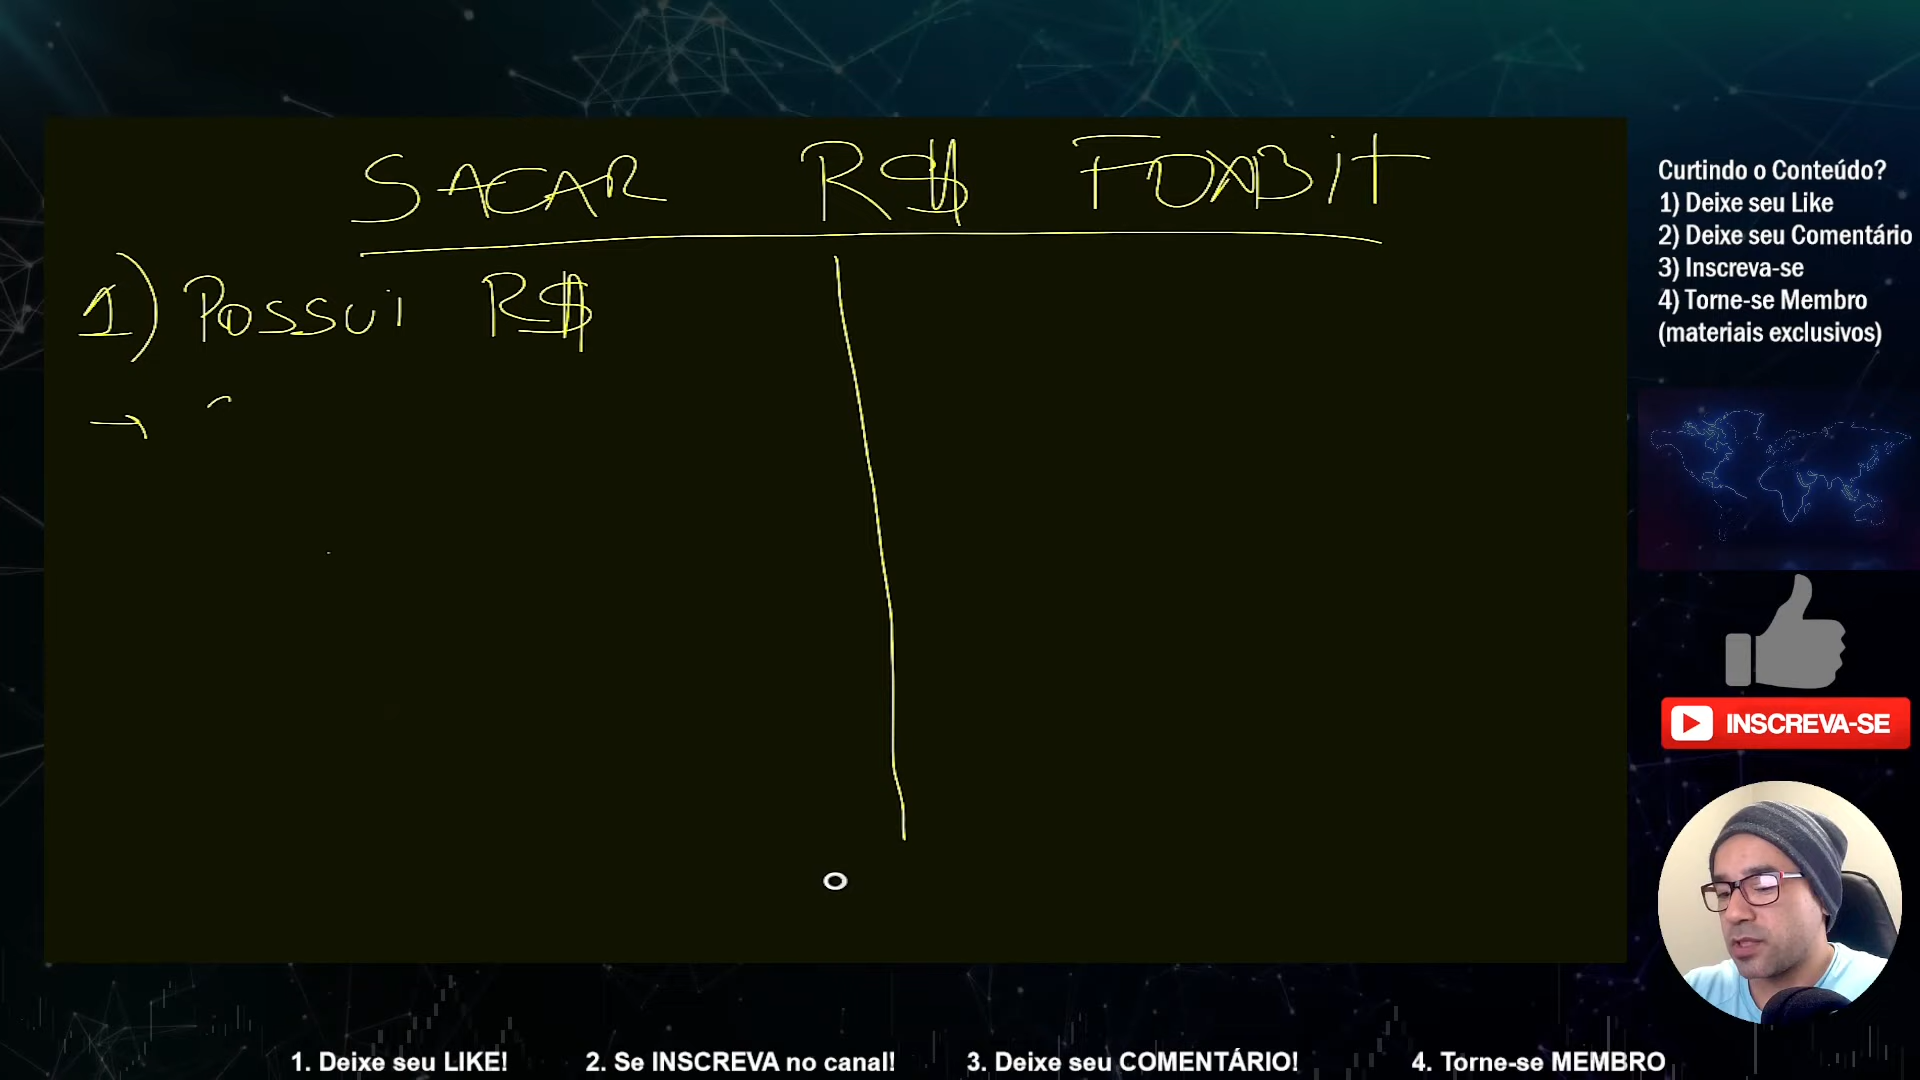 SACAR R$ FOXBit
1) Possui R$
→
Curtindo o Conteúdo?
1) Deixe seu Like
2) Deixe seu Comentário
3) Inscreva-se
4) Torne-se Membro
(materiais exclusivos)
INSCREVA-SE
1. Deixe seu LIKE! 2. Se INSCREVA no canal! 3. Deixe seu COMENTÁRIO! 4. Torne-se MEMBRO